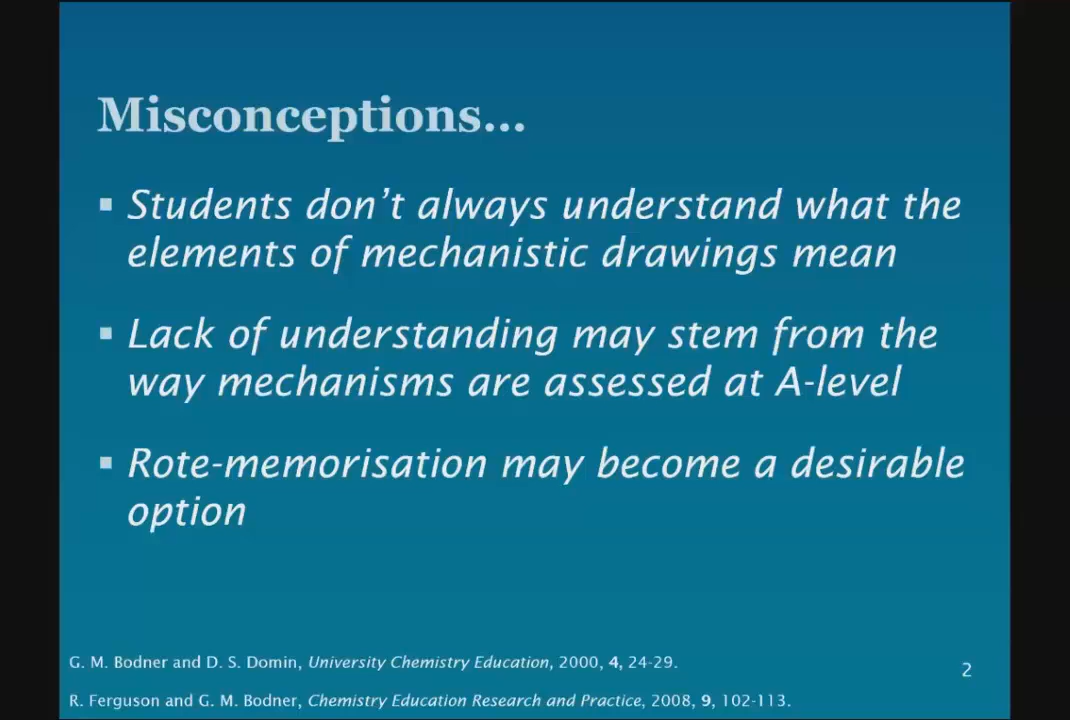 Misconceptions...
▪ Students don't always understand what the
elements of mechanistic drawings mean
▪ Lack of understanding may stem from the
way mechanisms are assessed at A-level
▪ Rote-memorisation may become a desirable
option
G. M. Bodner and D. S. Domin, University Chemistry Education, 2000, 4, 24-29.
2
R. Ferguson and G. M. Bodner, Chemistry Education Research and Practice, 2008, 9, 102-113.